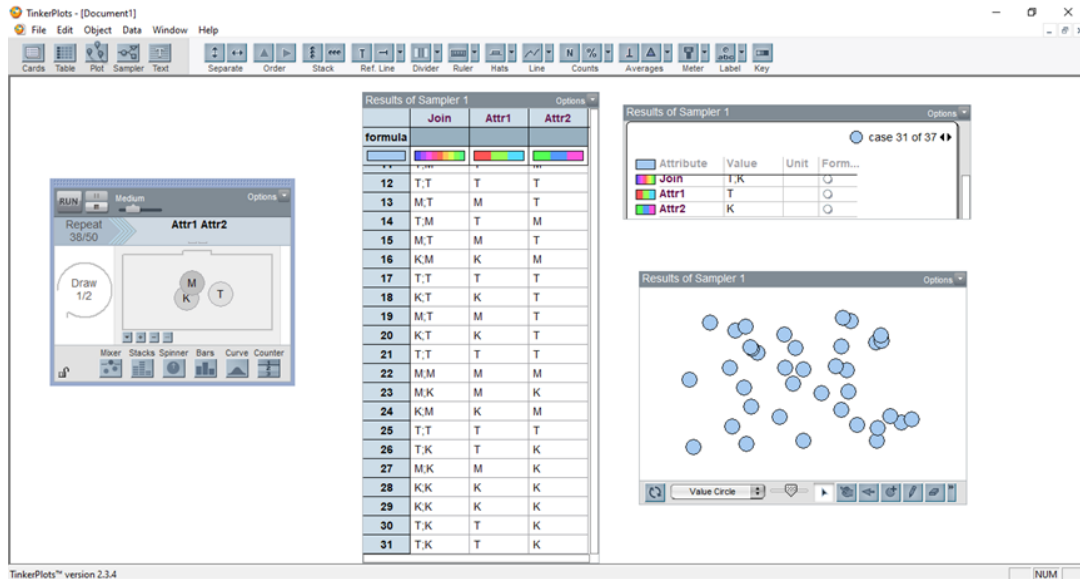 TinkerPlots - [Document1]
File Edit Object Data Window Help
Cards Table Plot Sampler Text Separate Order Stack Ref. Line Divider Ruler Hats Line Counts Averages Meter Label Key
RUN Medium Options
Repeat
38/50
Attr1 Attr2
Draw
1/2
M
K
T
Mixer Stacks Spinner Bars Curve Counter
Results of Sampler 1 Options
Join Attr1 Attr2
formula
12 T;T T T
13 M;T M T
14 T;M T M
15 M;T M T
16 K;M K M
17 T;T T T
18 K;T K T
19 M;T M T
20 K;T K T
21 T;T T T
22 M;M M M
23 M;K M K
24 K;M K M
25 T;T T T
26 T;K T K
27 M;K M K
28 K;K K K
29 K;K K K
30 T;K T K
31 T;K T K
Results of Sampler 1 Options
case 31 of 37
Attribute Value Unit Form...
Join T;K
Attr1 T
Attr2 K
Results of Sampler 1 Options
Value Circle
TinkerPlots™ version 2.3.4
NUM